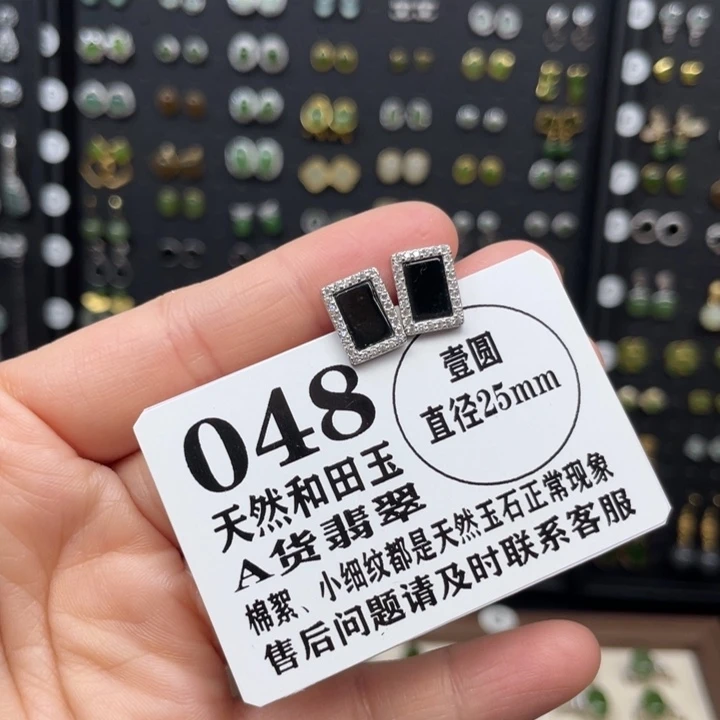 048
壹圆
直径25mm
天然和田玉
A货翡翠
棉絮、小细纹都是天然玉石正常现象
售后问题请及时联系客服